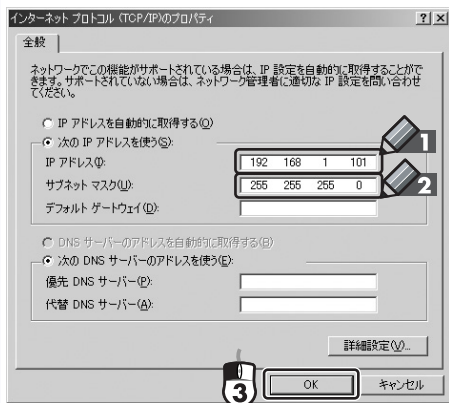 インターネット プロトコル (TCP/IP)のプロパティ ? ×
全般
ネットワークでこの機能がサポートされている場合は、IP 設定を自動的に取得することがで
きます。サポートされていない場合は、ネットワーク管理者に適切な IP 設定を問い合わせ
てください。
IP アドレスを自動的に取得する(O)
次の IP アドレスを使う(S):
IP アドレス(I): 192 168 1 101
1
サブネット マスク(U): 255 255 255 0
2
デフォルト ゲートウェイ(D):
DNS サーバーのアドレスを自動的に取得する(B)
次の DNS サーバーのアドレスを使う(E):
優先 DNS サーバー(P):
代替 DNS サーバー(A):
詳細設定(V)...
3
OK キャンセル